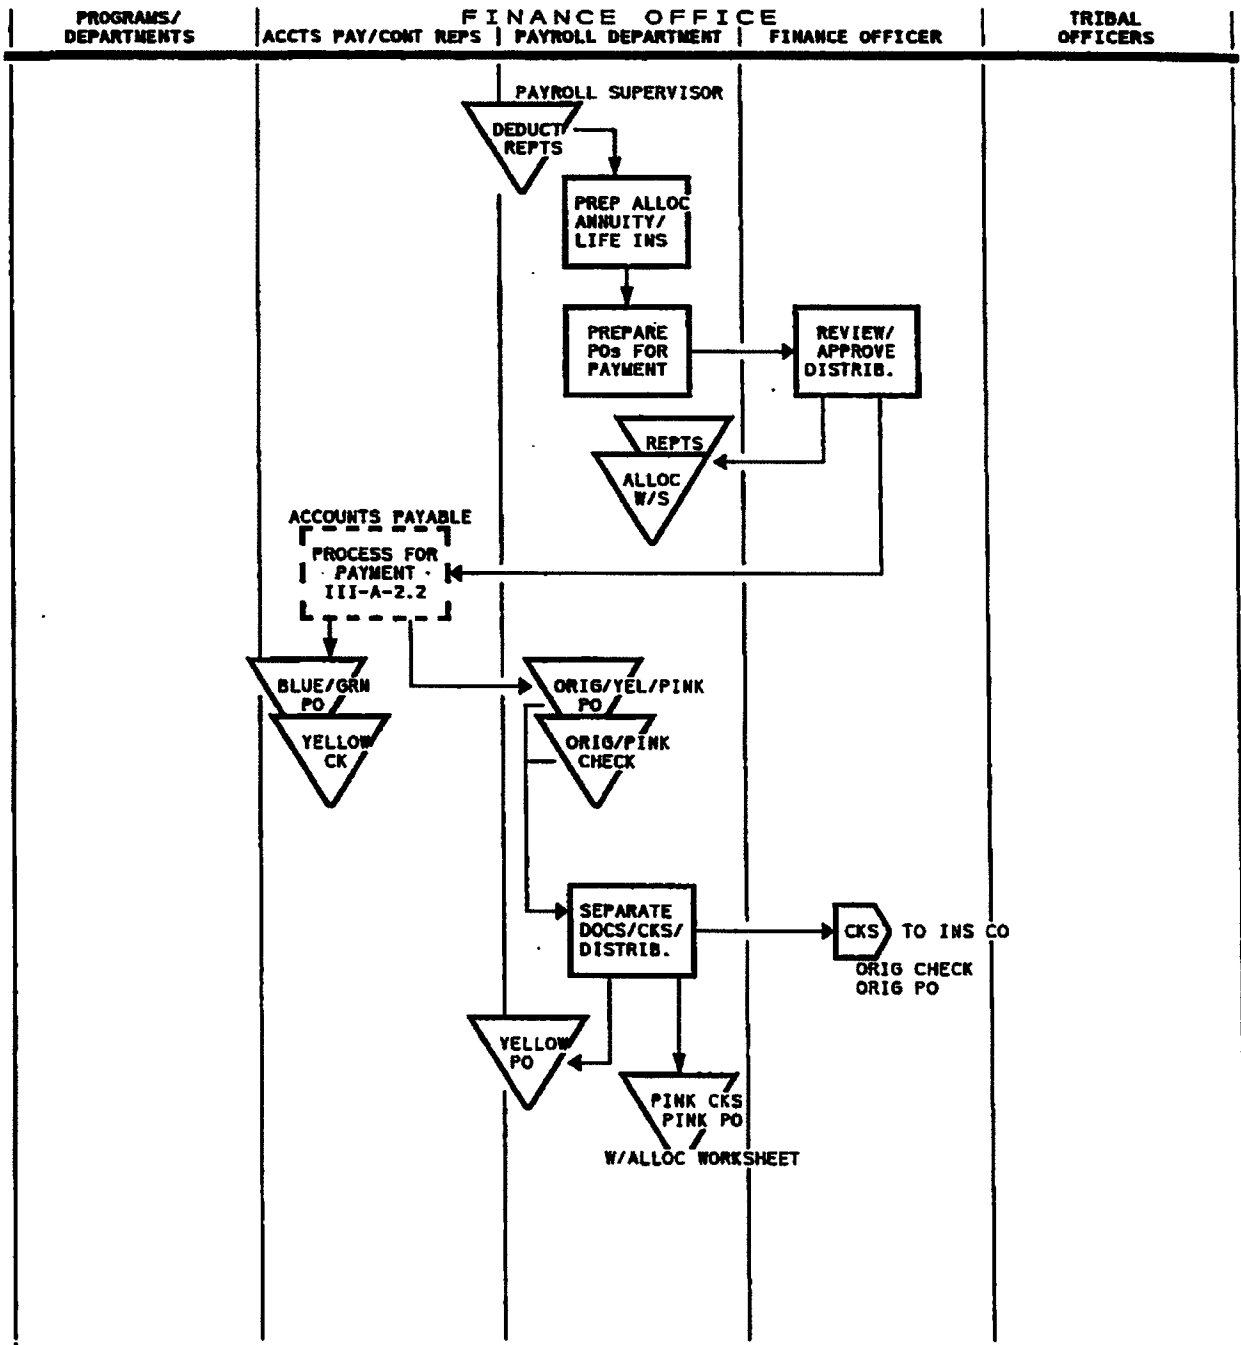 FINANCE OFFICE
PROGRAMS/
DEPARTMENTS
ACCTS PAY/CONT REPS
PAYROLL DEPARTMENT
FINANCE OFFICER
TRIBAL
OFFICERS
PAYROLL SUPERVISOR
DEDUCT
REPTS
PREP ALLOC
ANNUITY/
LIFE INS
PREPARE
POs FOR
PAYMENT
REVIEW/
APPROVE
DISTRIB.
REPTS
ALLOC
W/S
ACCOUNTS PAYABLE
PROCESS FOR
PAYMENT
III-A-2.2
BLUE/GRN
PO
YELLOW
CK
ORIG/YEL/PINK
PO
ORIG/PINK
CHECK
SEPARATE
DOCS/CKS/
DISTRIB.
CKS TO INS CO
ORIG CHECK
ORIG PO
YELLOW
PO
PINK CKS
PINK PO
W/ALLOC WORKSHEET